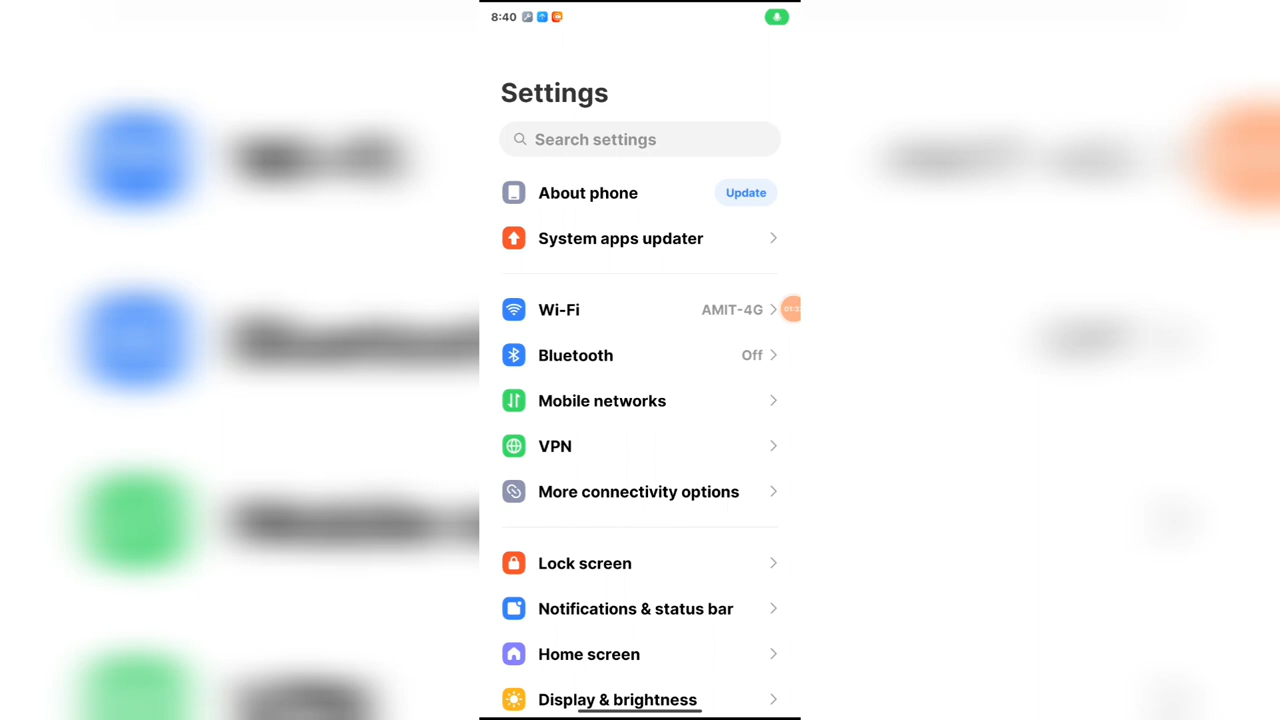 8:40
Settings
Search settings
About phone
Update
System apps updater
Wi-Fi
AMIT-4G
Bluetooth
Off
Mobile networks
VPN
More connectivity options
Lock screen
Notifications & status bar
Home screen
Display & brightness